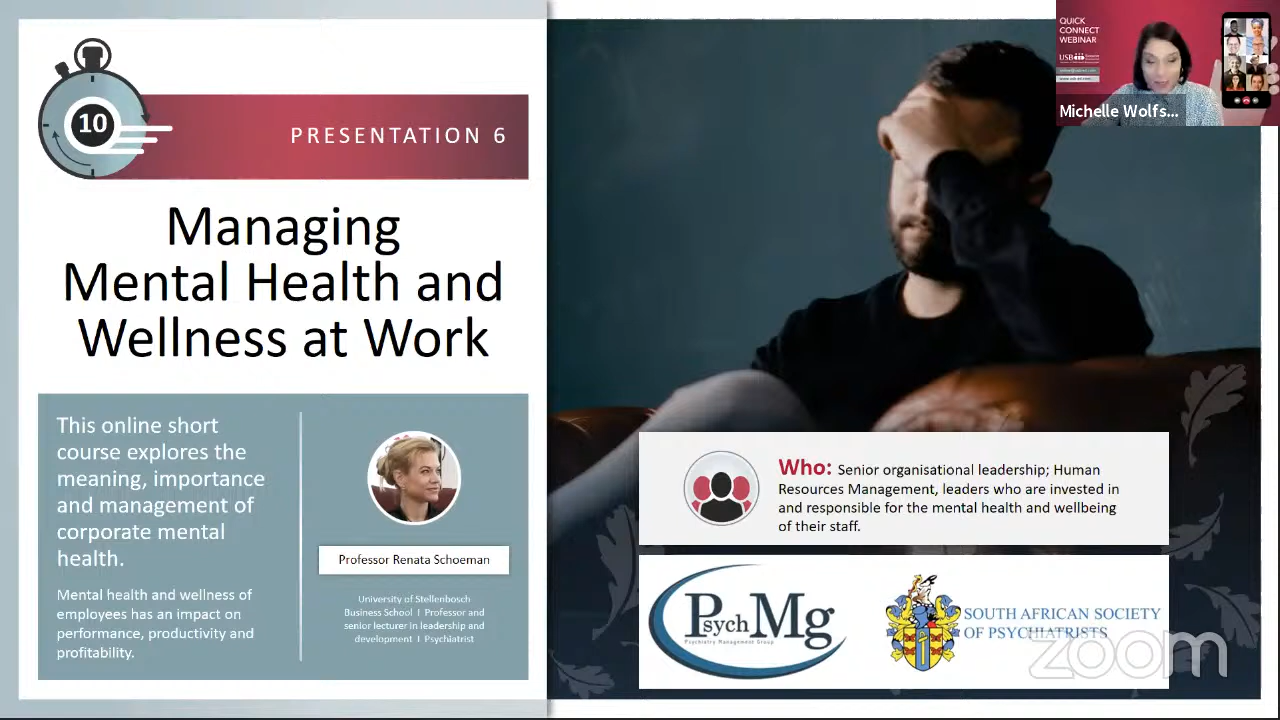 10
PRESENTATION 6
Managing
Mental Health and
Wellness at Work
This online short
course explores the
meaning, importance
and management of
corporate mental
health.
Mental health and wellness of
employees has an impact on
performance, productivity and
profitability.
Professor Renata Schoeman
University of Stellenbosch
Business School I Professor and
senior lecturer in leadership and
development I Psychiatrist
Who: Senior organisational leadership; Human
Resources Management, leaders who are invested in
and responsible for the mental health and wellbeing
of their staff.
PsychMg
Psychiatry Management Group
SOUTH AFRICAN SOCIETY
OF PSYCHIATRISTS
zoom
QUICK
CONNECT
WEBINAR
USB
Michelle Wolfs...